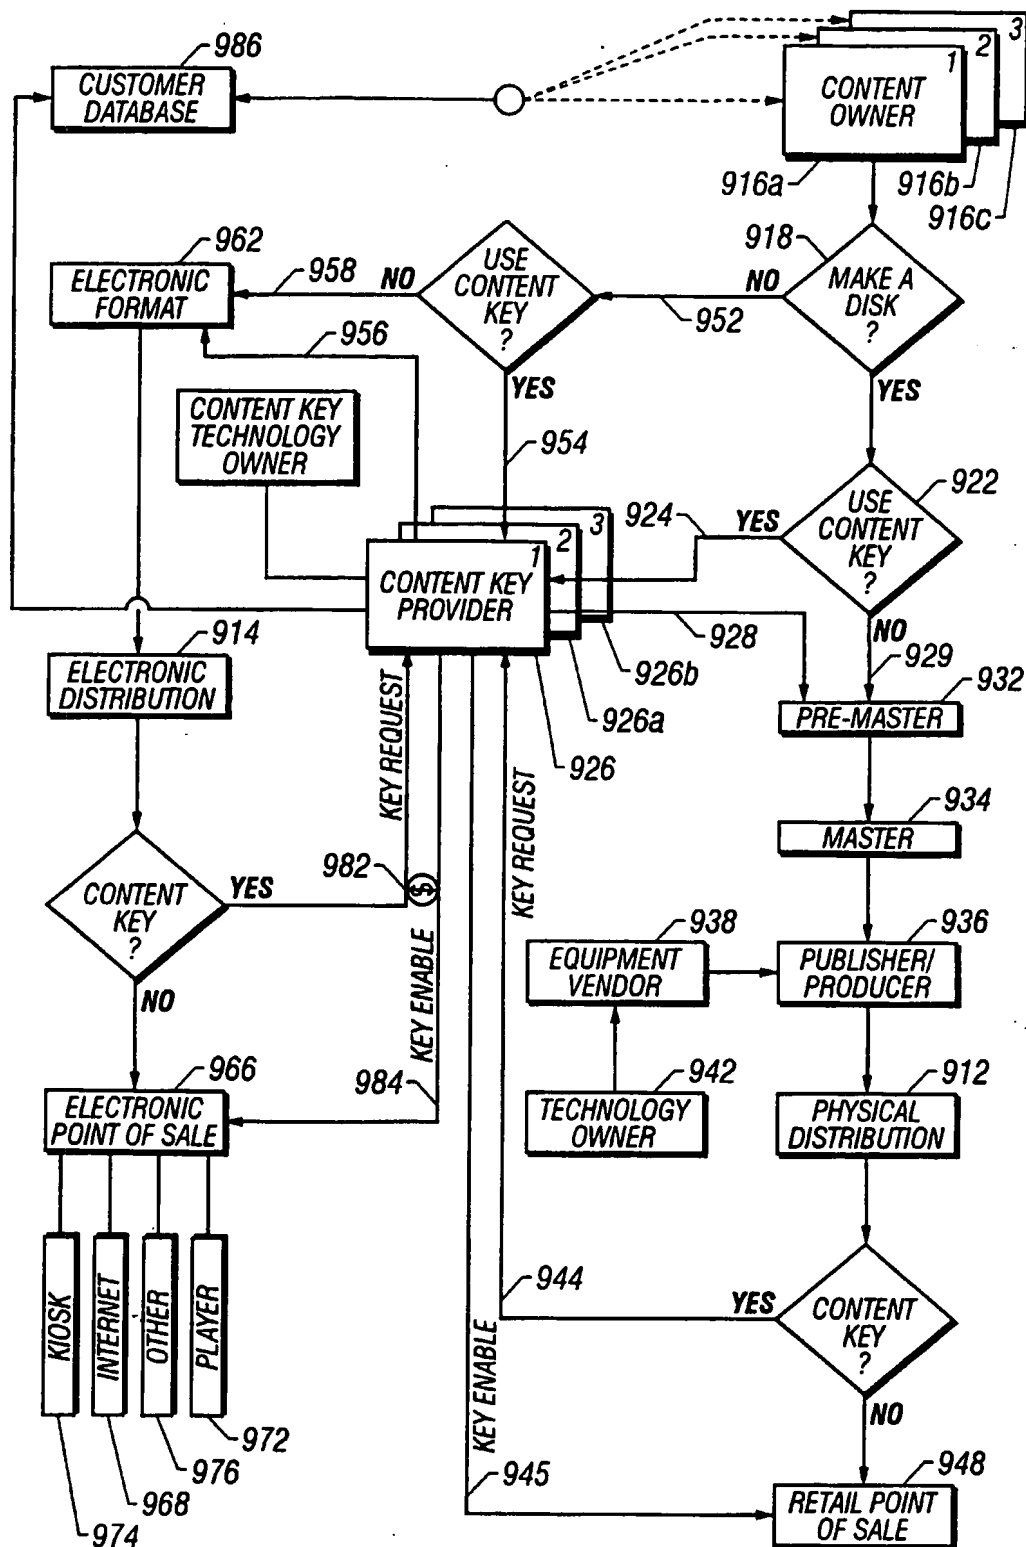 986
CUSTOMER
DATABASE
3
2
1
CONTENT
OWNER
916a
916b
916c
918
MAKE A
DISK
?
NO
952
YES
USE
CONTENT
KEY
?
NO
958
YES
954
962
ELECTRONIC
FORMAT
956
CONTENT KEY
TECHNOLOGY
OWNER
922
USE
CONTENT
KEY
?
YES
924
NO
929
3
2
1
CONTENT KEY
PROVIDER
928
926b
926a
926
932
PRE-MASTER
914
ELECTRONIC
DISTRIBUTION
KEY REQUEST
KEY REQUEST
934
MASTER
CONTENT
KEY
?
YES
982
$
NO
KEY ENABLE
938
EQUIPMENT
VENDOR
936
PUBLISHER/
PRODUCER
984
942
TECHNOLOGY
OWNER
912
PHYSICAL
DISTRIBUTION
966
ELECTRONIC
POINT OF SALE
KIOSK
INTERNET
OTHER
PLAYER
974
968
976
972
944
YES
CONTENT
KEY
?
NO
KEY ENABLE
945
948
RETAIL POINT
OF SALE